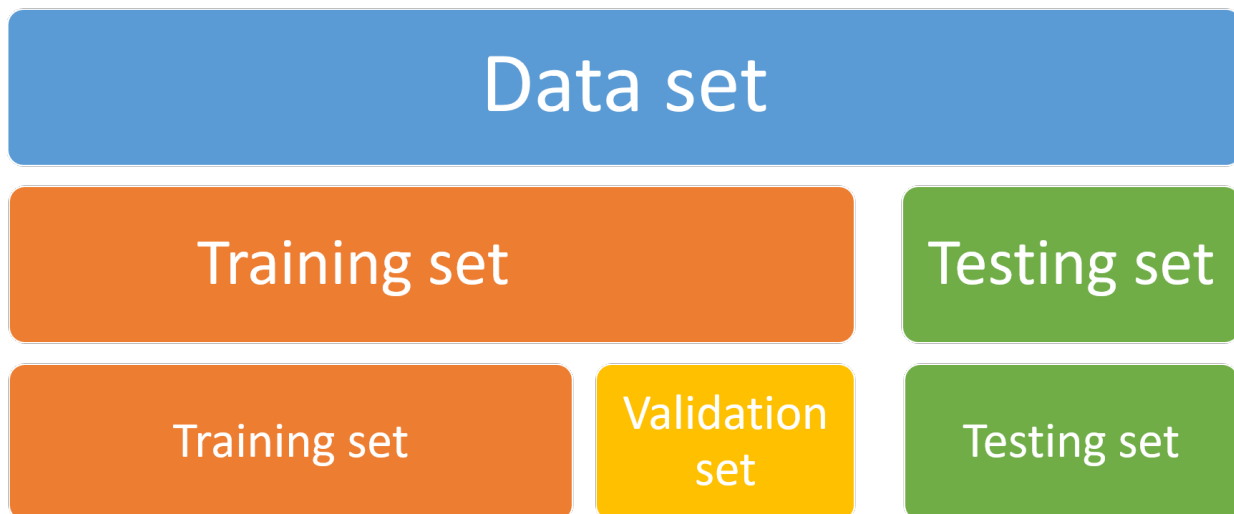 Data set
Training set
Testing set
Training set
Validation
set
Testing set